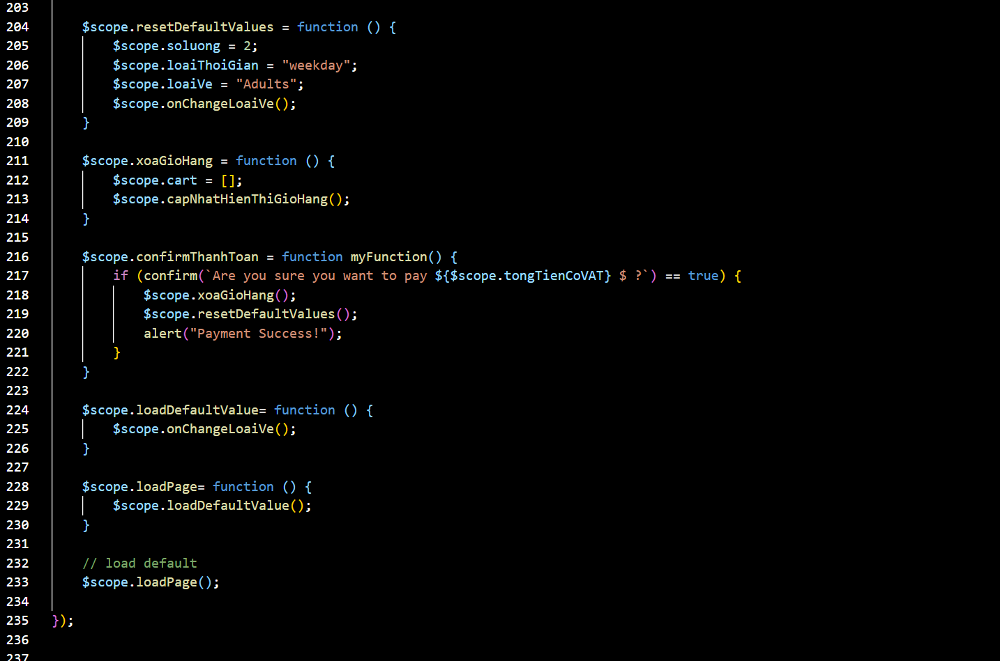 203
204 $scope.resetDefaultValues = function () {
205 $scope.soluong = 2;
206 $scope.loaiThoiGian = "weekday";
207 $scope.loaiVe = "Adults";
208 $scope.onChangeLoaiVe();
209 }
210
211 $scope.xoaGioHang = function () {
212 $scope.cart = [];
213 $scope.capNhatHienThiGioHang();
214 }
215
216 $scope.confirmThanhToan = function myFunction() {
217 if (confirm(`Are you sure you want to pay ${$scope.tongTienCoVAT} $ ?`) == true) {
218 $scope.xoaGioHang();
219 $scope.resetDefaultValues();
220 alert("Payment Success!");
221 }
222 }
223
224 $scope.loadDefaultValue= function () {
225 $scope.onChangeLoaiVe();
226 }
227
228 $scope.loadPage= function () {
229 $scope.loadDefaultValue();
230 }
231
232 // load default
233 $scope.loadPage();
234
235 });
236
237